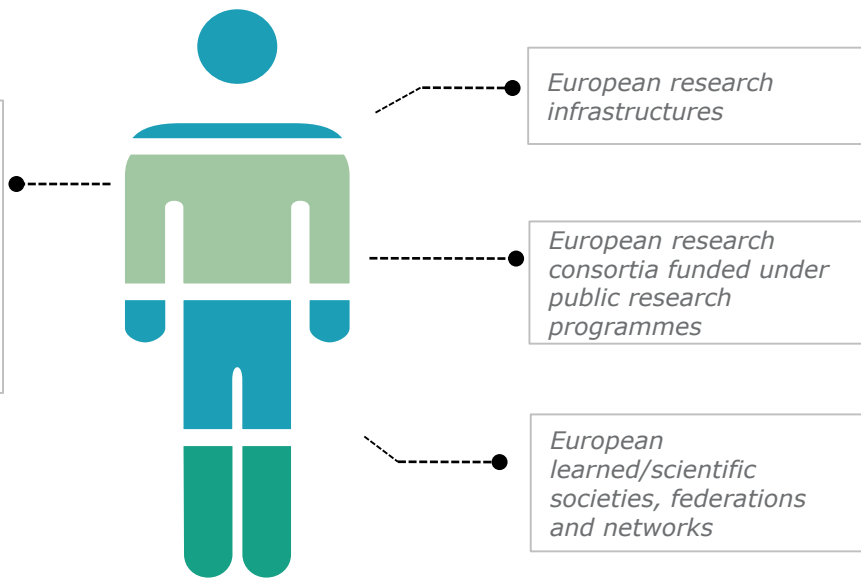 European research
infrastructures
European research
consortia funded under
public research
programmes
European
learned/scientific
societies, federations
and networks